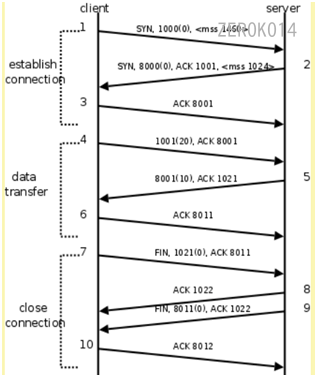 client server
ZER0K014
1 SYN, 1000(0), <mss 1460>
SYN, 8000(0), ACK 1001, <mss 1024> 2
establish
connection
3 ACK 8001
4 1001(20), ACK 8001
data
transfer
8001(10), ACK 1021 5
6 ACK 8011
7 FIN, 1021(0), ACK 8011
ACK 1022 8
close
connection
FIN, 8011(0), ACK 1022 9
10 ACK 8012